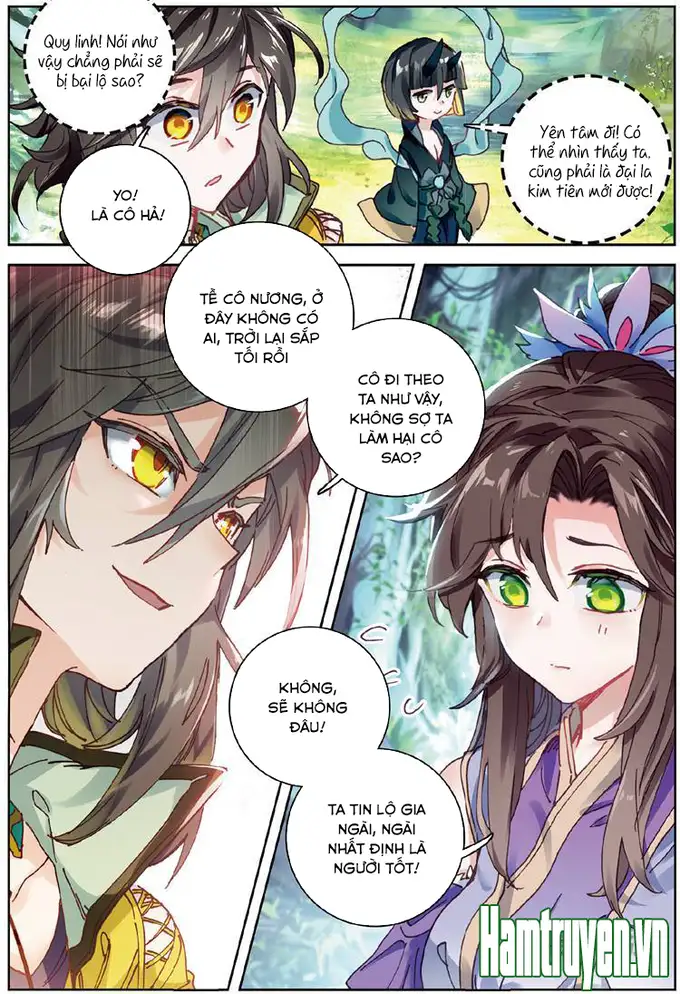 Quy linh! Nói như
vậy chẳng phải sẽ
bị bại lộ sao?
Yên tâm đi! Có
thể nhìn thấy ta.
cũng phải là đại la
kim tiên mới được!
YO!
LÀ CÔ HẢ!
TỀ CÔ NƯƠNG, Ở
ĐÂY KHÔNG CÓ
AI, TRỜI LẠI SẮP
TỐI RỒI
CÔ ĐI THEO
TA NHƯ VẬY,
KHÔNG SỢ TA
LÀM HẠI CÔ
SAO?
KHÔNG,
SẼ KHÔNG
ĐÂU!
TA TIN LỘ GIA
NGÀI, NGÀI
NHẤT ĐỊNH LÀ
NGƯỜI TỐT!
Hamtruyen.vn